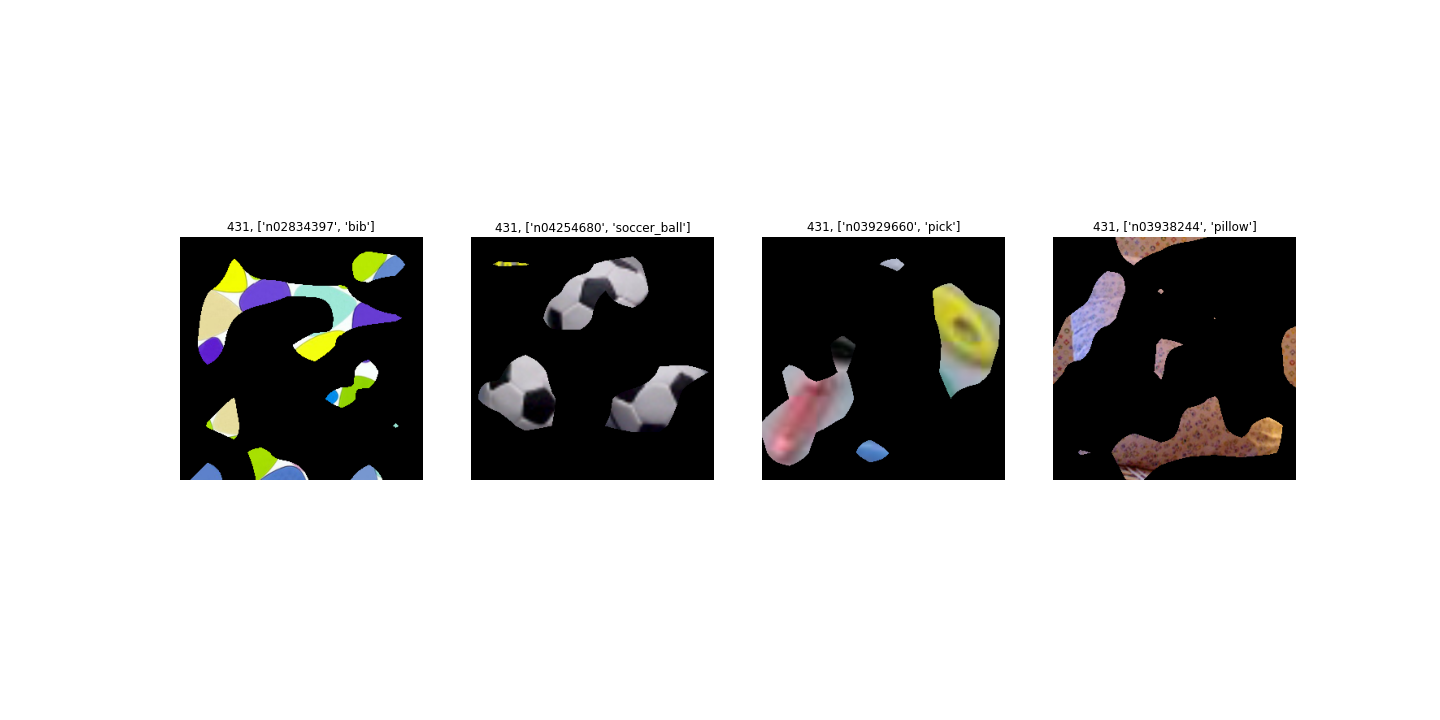 431, ['n02834397', 'bib']
431, ['n04254680', 'soccer_ball']
431, ['n03929660', 'pick']
431, ['n03938244', 'pillow']